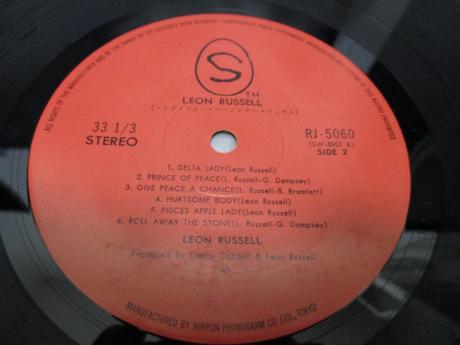 S
TM
LEON RUSSELL
33 1/3
STEREO
RJ-5060
(SW-8901 B)
SIDE 2
1. DELTA LADY(Leon Russell)
2. PRINCE OF PEACE(L. Russell-G. Dempsey)
3. GIVE PEACE A CHANCE(L. Russell-B. Bramlett)
4. HURTSOME BODY(Leon Russell)
5. PISCES APPLE LADY(Leon Russell)
6. ROLL AWAY THE STONE(L. Russell-G. Dempsey)
LEON RUSSELL
Produced by Denny Cordell & Leon Russell
MANUFACTURED BY NIPPON PHONOGRAM CO. LTD., TOKYO